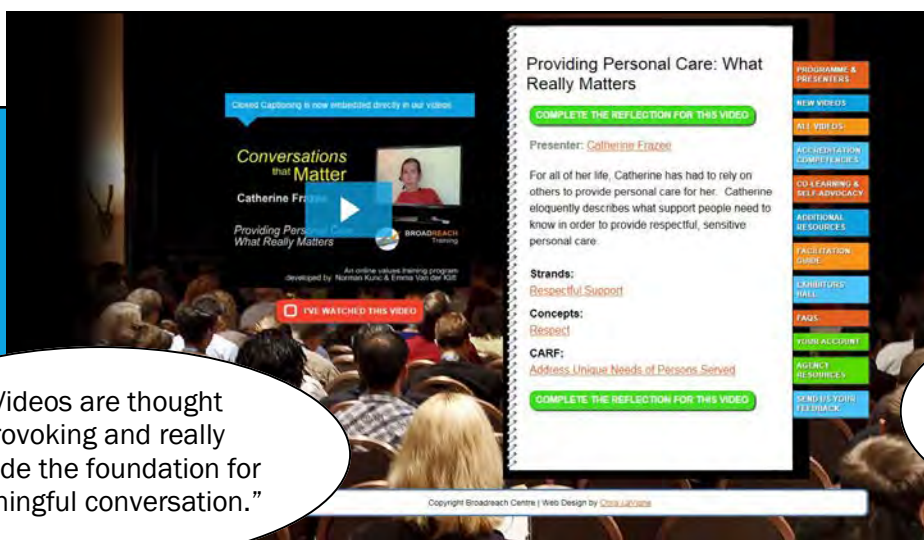 Closed Captioning is now embedded directly in our videos
Conversations
that Matter
Catherine Fra
Providing Personal Care
What Really Matters
BROADREACH
Training
An online values training program
developed by Norman Kunc & Emma Van der Klift
I'VE WATCHED THIS VIDEO
Providing Personal Care: What
Really Matters
COMPLETE THE REFLECTION FOR THIS VIDEO
Presenter: Catherine Frazee
For all of her life, Catherine has had to rely on
others to provide personal care for her. Catherine
eloquently describes what support people need to
know in order to provide respectful, sensitive
personal care.
Strands:
Respectful Support
Concepts:
Respect
CARF:
Address Unique Needs of Persons Served
COMPLETE THE REFLECTION FOR THIS VIDEO
PROGRAMME &
PRESENTERS
NEW VIDEOS
ALL VIDEOS
ACCREDITATION
COMPETENCIES
CO-LEARNING &
SELF-ADVOCACY
ADDITIONAL
RESOURCES
FACILITATION
GUIDE
EXHIBITORS'
HALL
FAQS
YOUR ACCOUNT
AGENCY
RESOURCES
SEND US YOUR
FEEDBACK
Videos are thought
rovoking and really
ide the foundation for
ningful conversation.”
Copyright Broadreach Centre | Web Design by